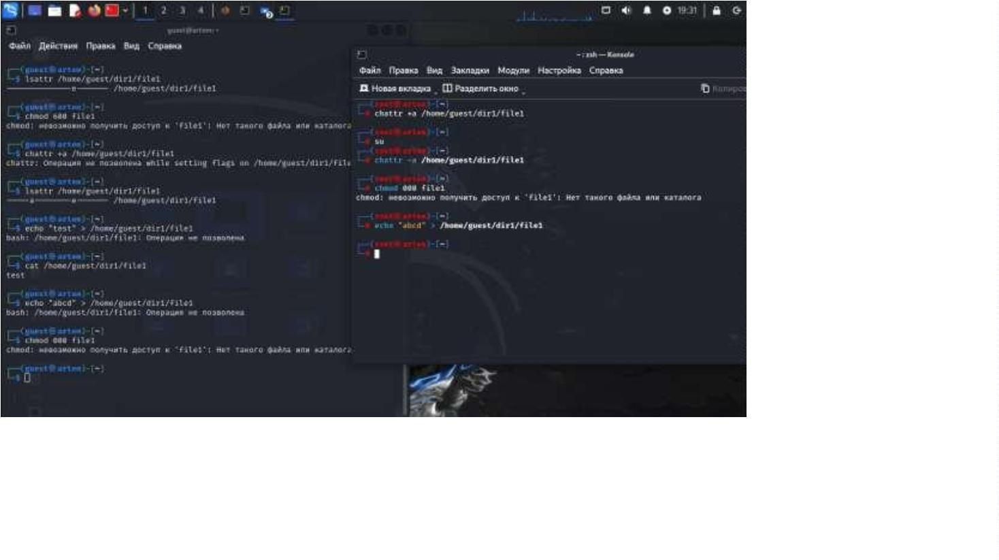 1 2 3 4
19:31
guest@artem: ~
Файл Действия Правка Вид Справка
(guest@artem)-[~]
$ lsattr /home/guest/dir1/file1
/home/guest/dir1/file1
(guest@artem)-[~]
$ chmod 600 file1
chmod: невозможно получить доступ к 'file1': Нет такого файла или каталога
(guest@artem)-[~]
$ chattr +a /home/guest/dir1/file1
chattr: Операция не позволена while setting flags on /home/guest/dir1/file
(guest@artem)-[~]
$ lsattr /home/guest/dir1/file1
/home/guest/dir1/file1
(guest@artem)-[~]
$ echo "test" > /home/guest/dir1/file1
bash: /home/guest/dir1/file1: Операция не позволена
(guest@artem)-[~]
$ cat /home/guest/dir1/file1
test
(guest@artem)-[~]
$ echo "abcd" > /home/guest/dir1/file1
bash: /home/guest/dir1/file1: Операция не позволена
(guest@artem)-[~]
$ chmod 000 file1
chmod: невозможно получить доступ к 'file1': Нет такого файла или каталога
(guest@artem)-[~]
$
~ : zsh — Konsole
Файл Правка Вид Закладки Модули Настройка Справка
Новая вкладка Разделить окно
(root@artem)-[~]
# chattr +a /home/guest/dir1/file1
(root@artem)-[~]
# su
(root@artem)-[~]
# chattr -a /home/guest/dir1/file1
(root@artem)-[~]
# chmod 000 file1
chmod: невозможно получить доступ к 'file1': Нет такого файла или каталога
(root@artem)-[~]
# echo "abcd" > /home/guest/dir1/file1
(root@artem)-[~]
#